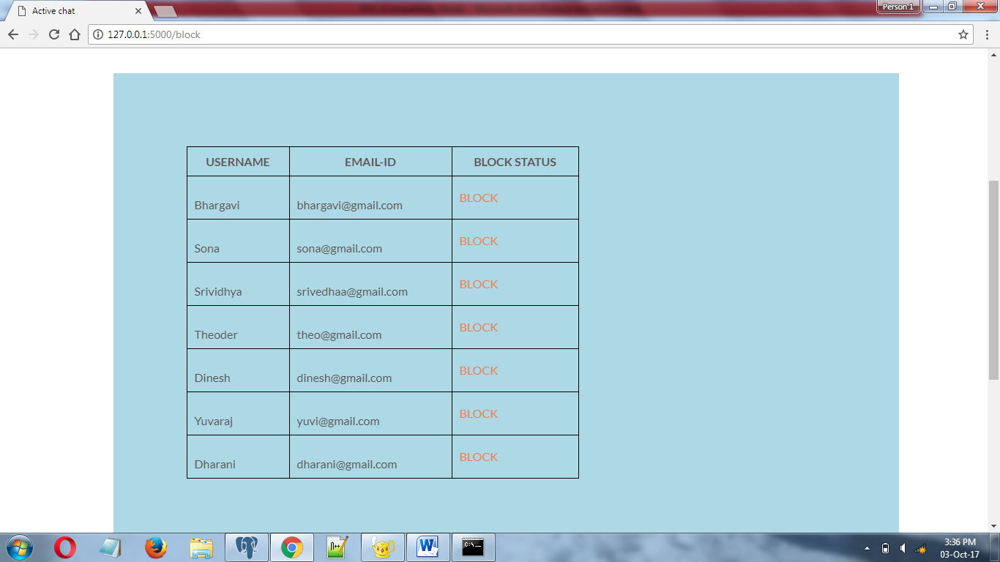 Active chat
Person 1
127.0.0.1:5000/block
USERNAME EMAIL-ID BLOCK STATUS
Bhargavi bhargavi@gmail.com BLOCK
Sona sona@gmail.com BLOCK
Srividhya srivedhaa@gmail.com BLOCK
Theoder theo@gmail.com BLOCK
Dinesh dinesh@gmail.com BLOCK
Yuvaraj yuvi@gmail.com BLOCK
Dharani dharani@gmail.com BLOCK
3:36 PM
03-Oct-17